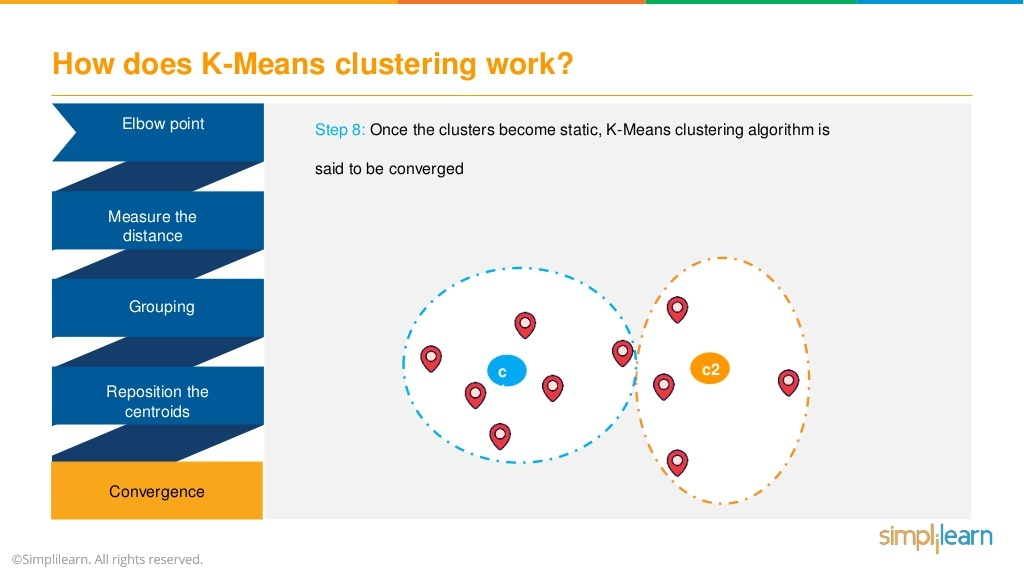 How does K-Means clustering work?
Elbow point
Measure the
distance
Grouping
Reposition the
centroids
Convergence
Step 8: Once the clusters become static, K-Means clustering algorithm is
said to be converged
c
c2
simplilearn
©Simplilearn. All rights reserved.